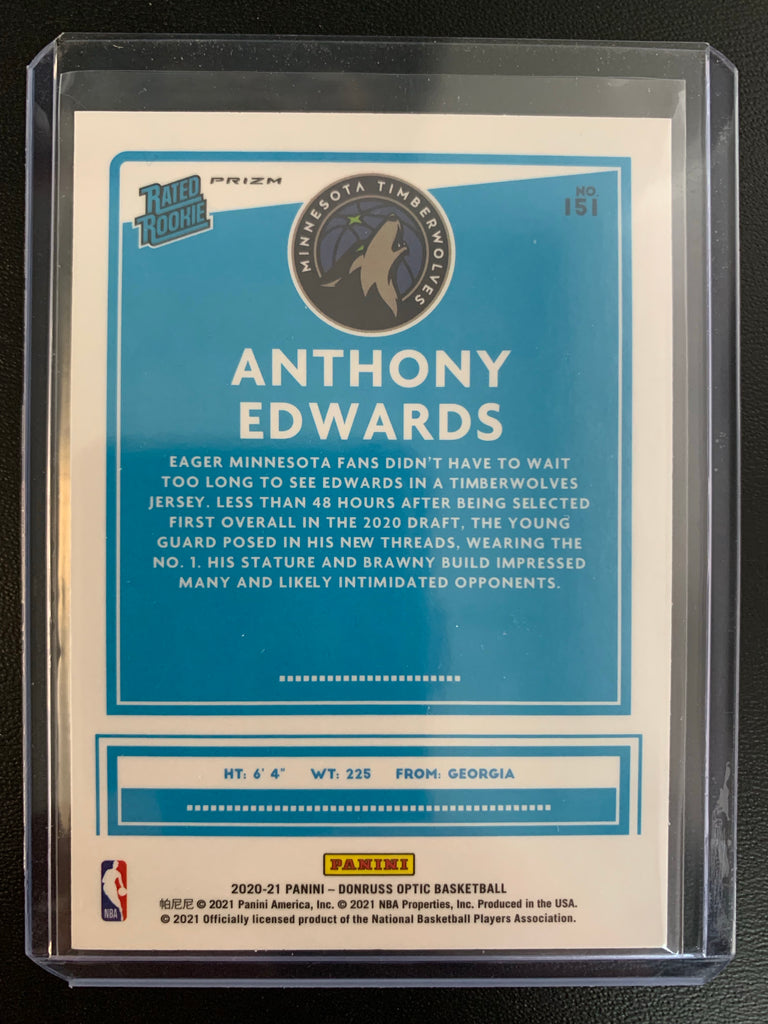 RATED
ROOKIE
PRIZM
MINNESOTA TIMBERWOLVES
NO.
151
ANTHONY
EDWARDS
EAGER MINNESOTA FANS DIDN'T HAVE TO WAIT
TOO LONG TO SEE EDWARDS IN A TIMBERWOLVES
JERSEY. LESS THAN 48 HOURS AFTER BEING SELECTED
FIRST OVERALL IN THE 2020 DRAFT, THE YOUNG
GUARD POSED IN HIS NEW THREADS, WEARING THE
NO. 1. HIS STATURE AND BRAWNY BUILD IMPRESSED
MANY AND LIKELY INTIMIDATED OPPONENTS.
HT: 6' 4" WT: 225 FROM: GEORGIA
PANINI
NBA
2020-21 PANINI – DONRUSS OPTIC BASKETBALL
帕尼尼 © 2021 Panini America, Inc. © 2021 NBA Properties, Inc. Produced in the USA.
© 2021 Officially licensed product of the National Basketball Players Association.